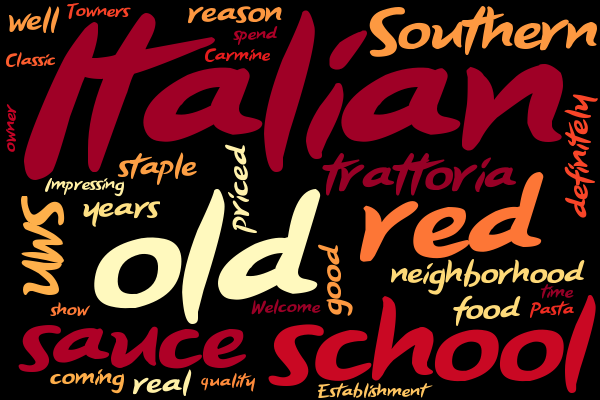 well
Towners
reason
spend
Southern
Classic
Carmine
Italian
owner
staple
trattoria
definitely
Impressing
priced
UWS
years
old
red
good
neighborhood
show
Welcome
food
time
Pasta
sauce
school
coming
real
quality
Establishment